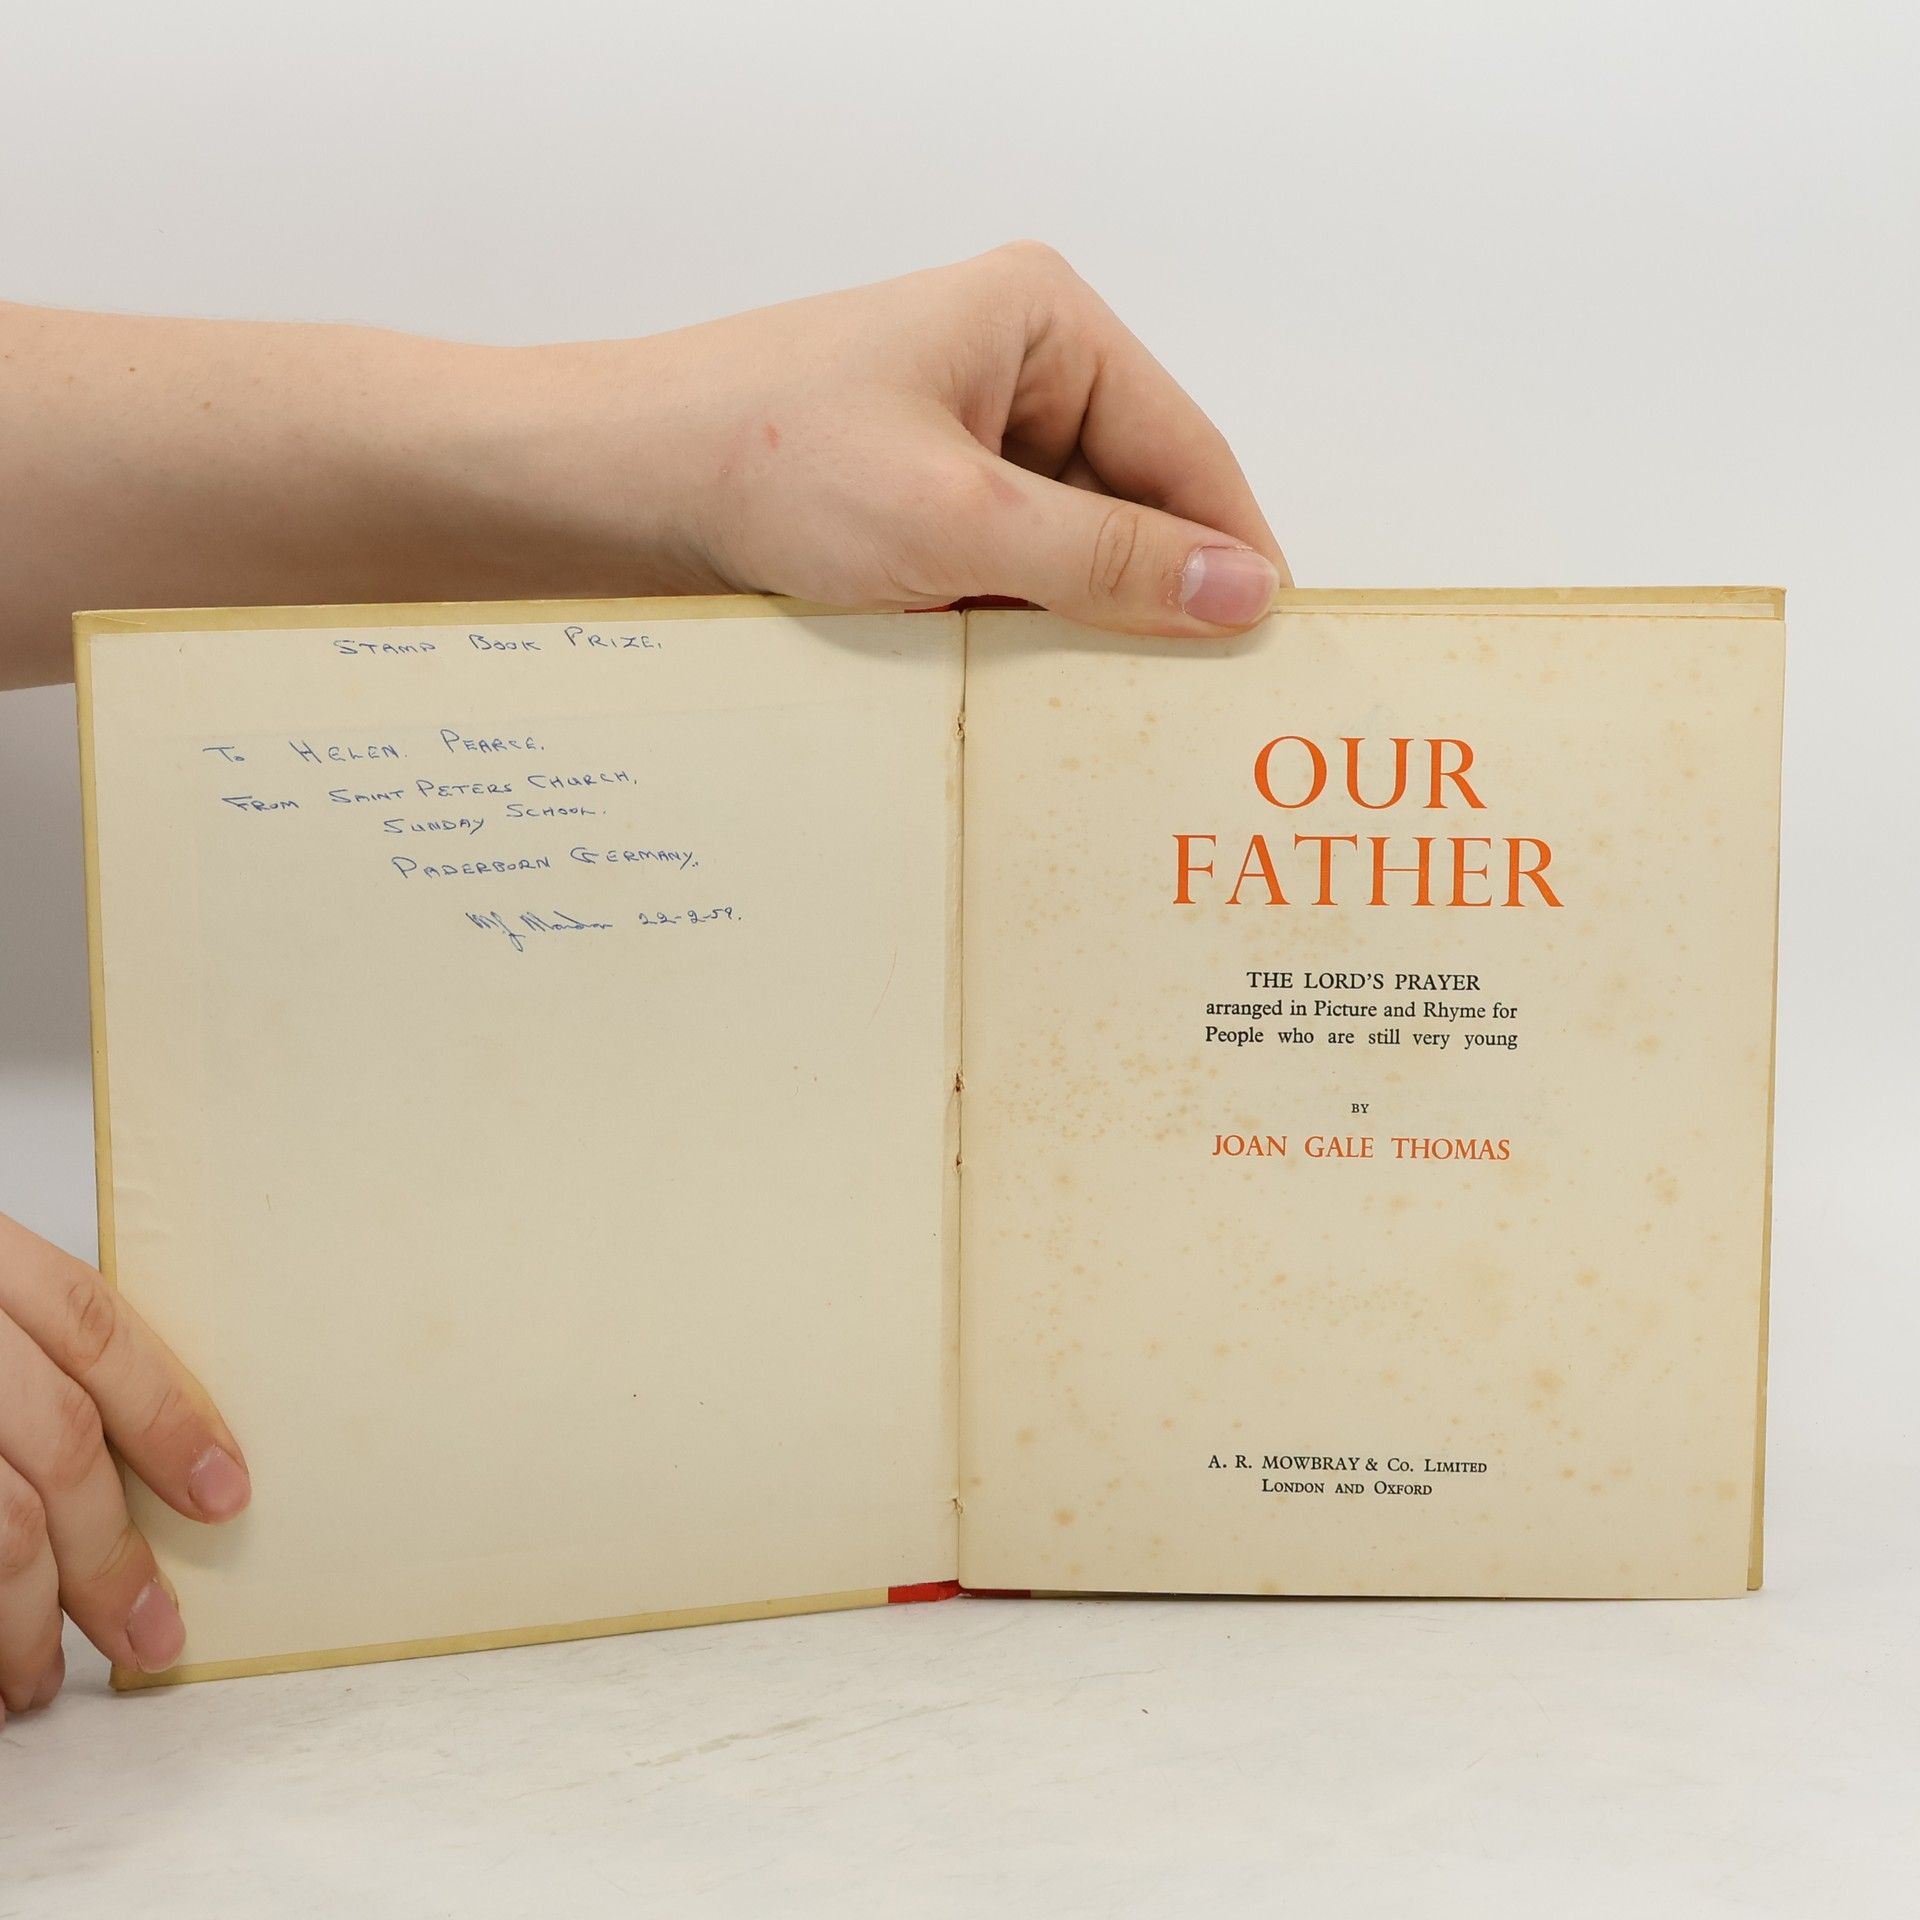 STAMP BOOK PRIZE.
TO HELEN. PEARCE.
FROM SAINT PETERS CHURCH.
SUNDAY SCHOOL.
PADERBORN GERMANY.
22-2-59.
OUR
FATHER
THE LORD'S PRAYER
arranged in Picture and Rhyme for
People who are still very young
BY
JOAN GALE THOMAS
A. R. MOWBRAY & Co. LIMITED
LONDON AND OXFORD